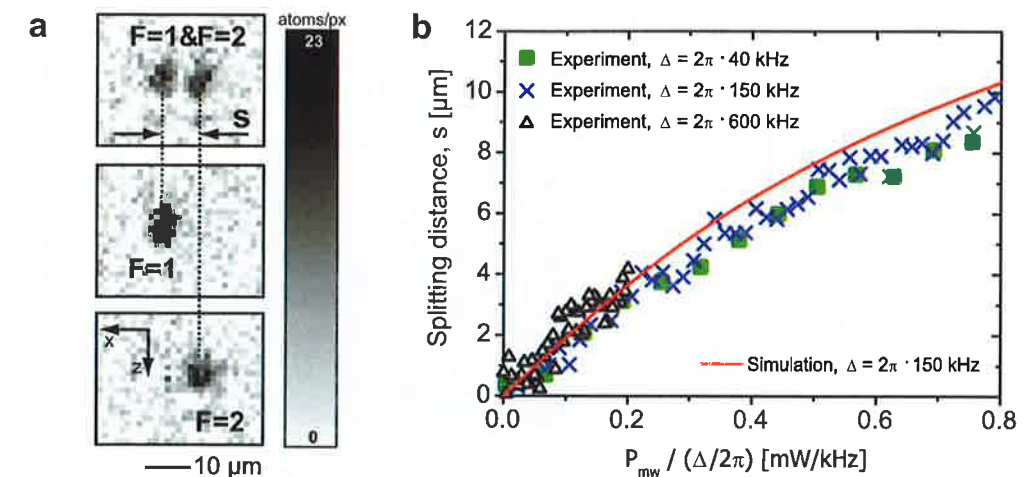 a
F=1&F=2
S
F=1
x
z
F=2
10 µm
atoms/px
23
0
b
Splitting distance, s [µm]
12
10
8
6
4
2
0
Experiment, Δ = 2π · 40 kHz
Experiment, Δ = 2π · 150 kHz
Experiment, Δ = 2π · 600 kHz
Simulation, Δ = 2π · 150 kHz
0.0
0.2
0.4
0.6
0.8
P_mw / (Δ/2π) [mW/kHz]